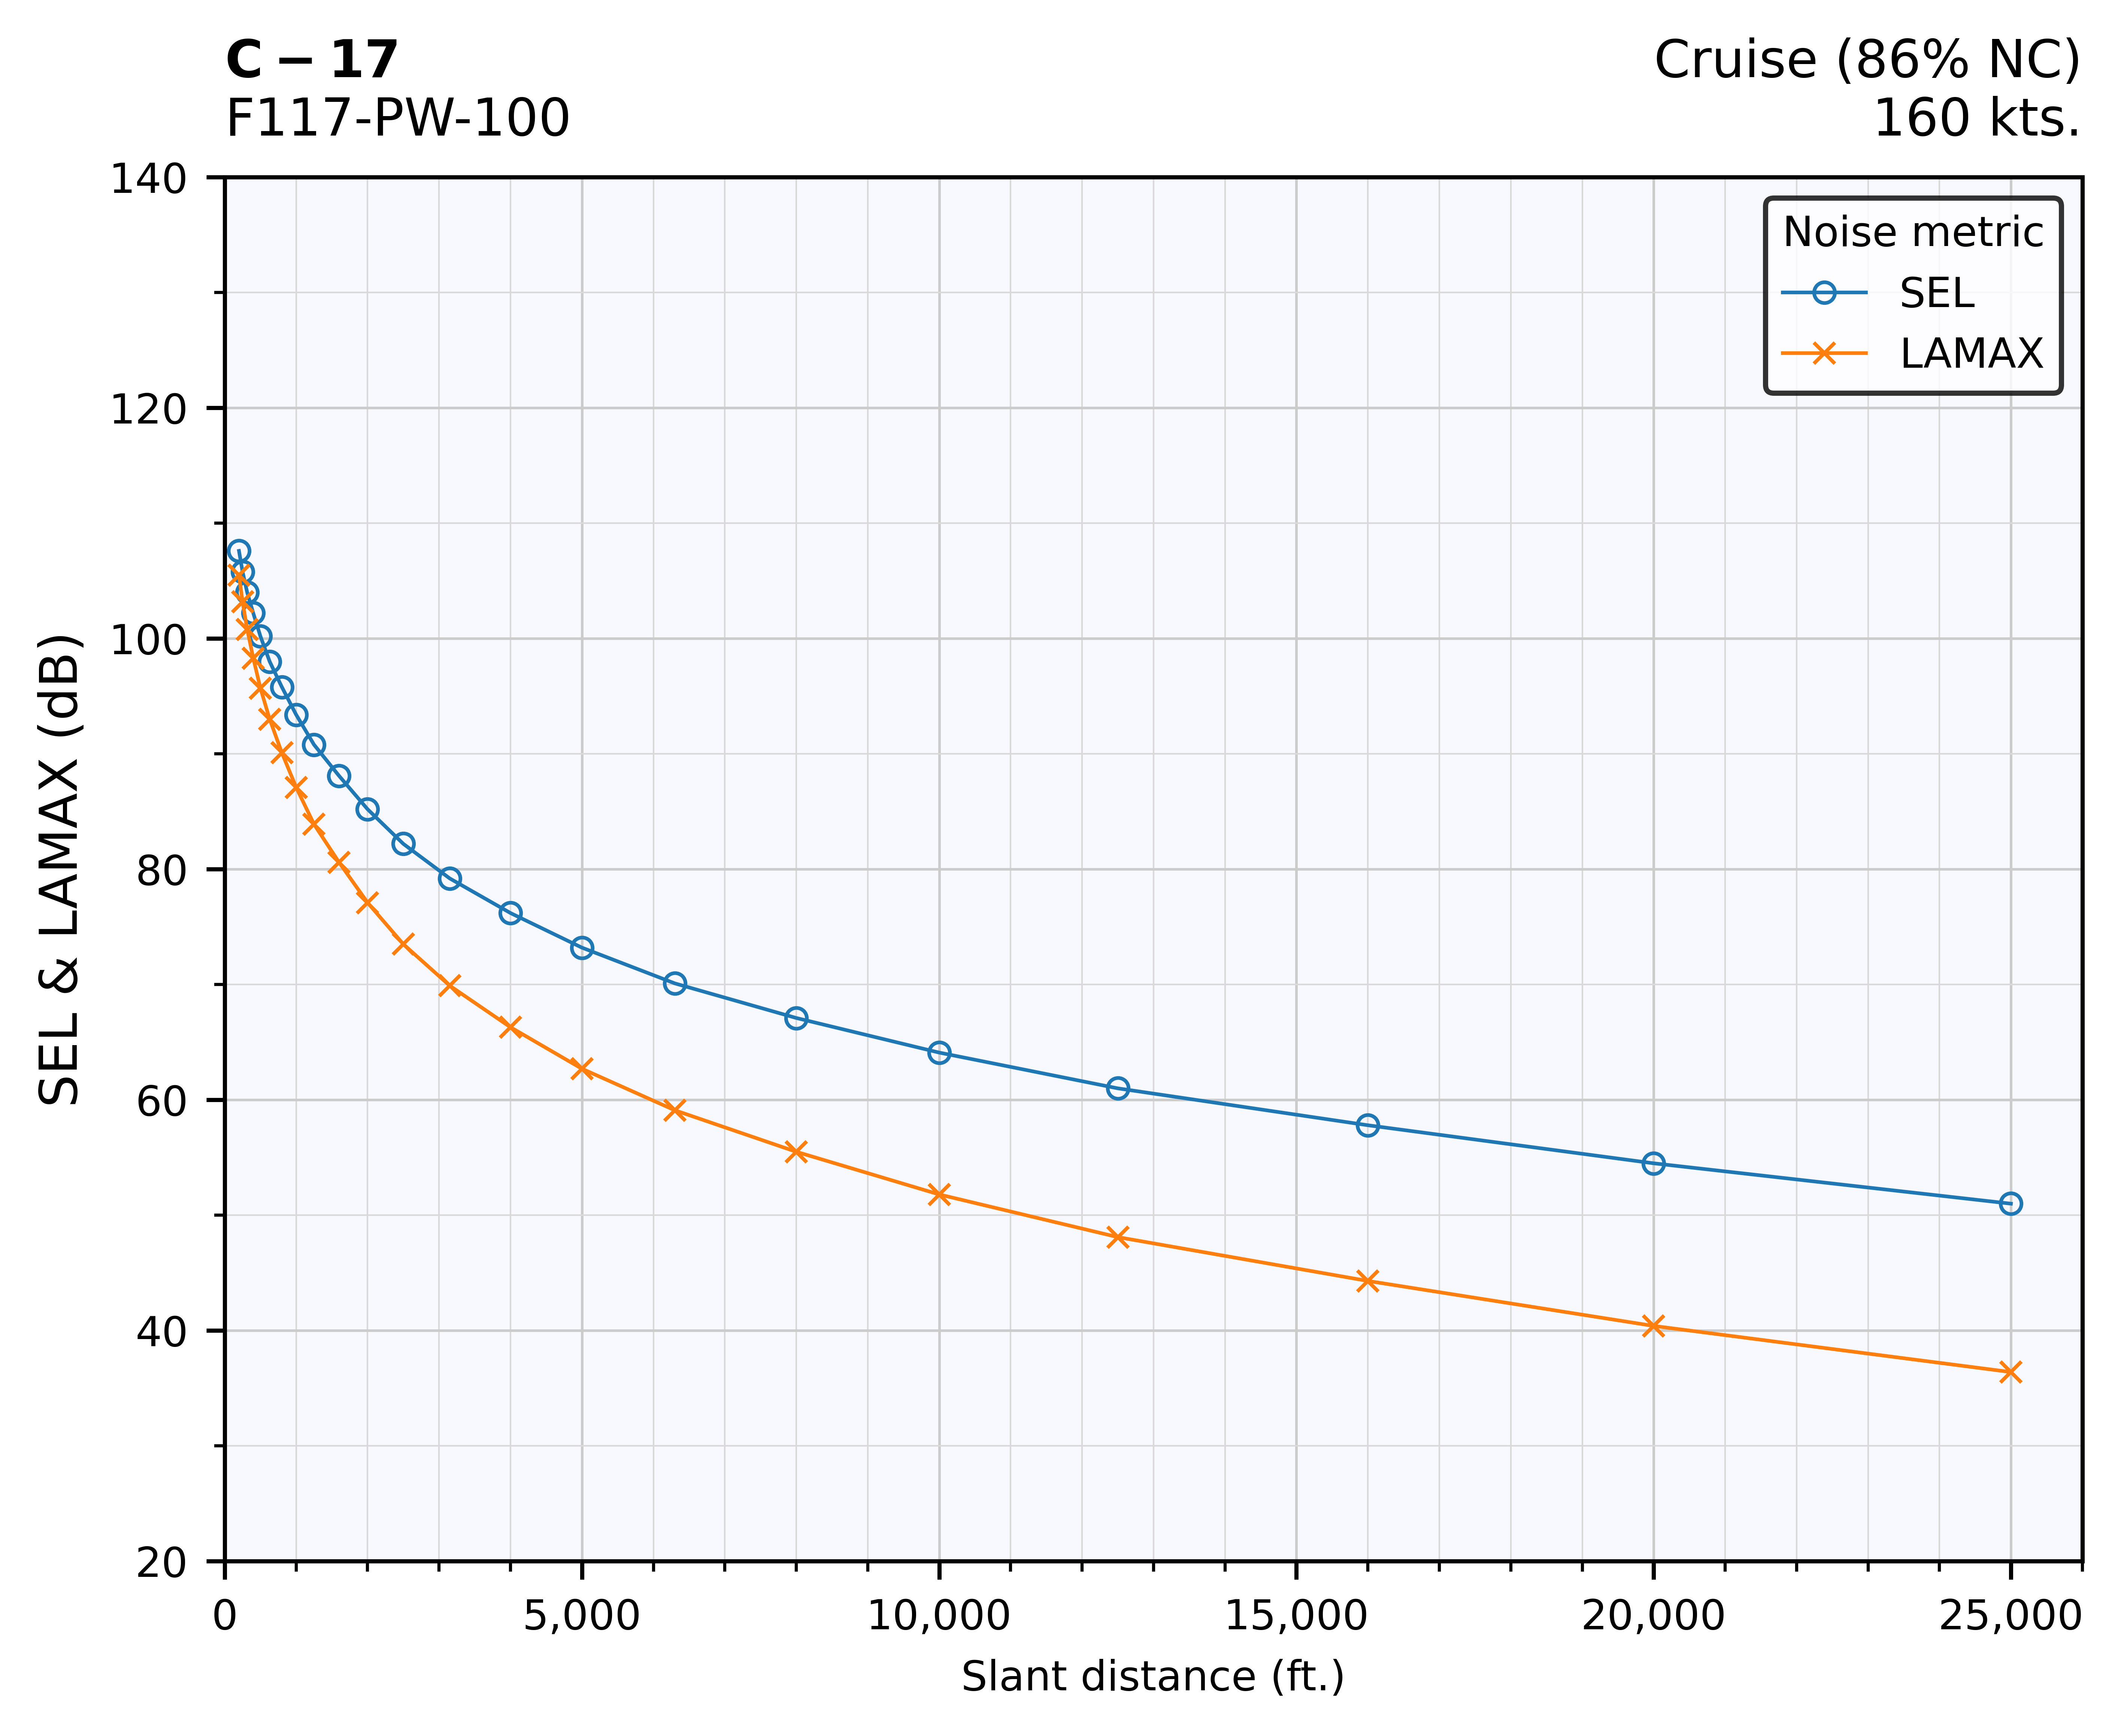 C − 17
F117-PW-100
Cruise (86% NC)
160 kts.
Noise metric
SEL
LAMAX
SEL & LAMAX (dB)
140
120
100
80
60
40
20
0
5,000
10,000
15,000
20,000
25,000
Slant distance (ft.)